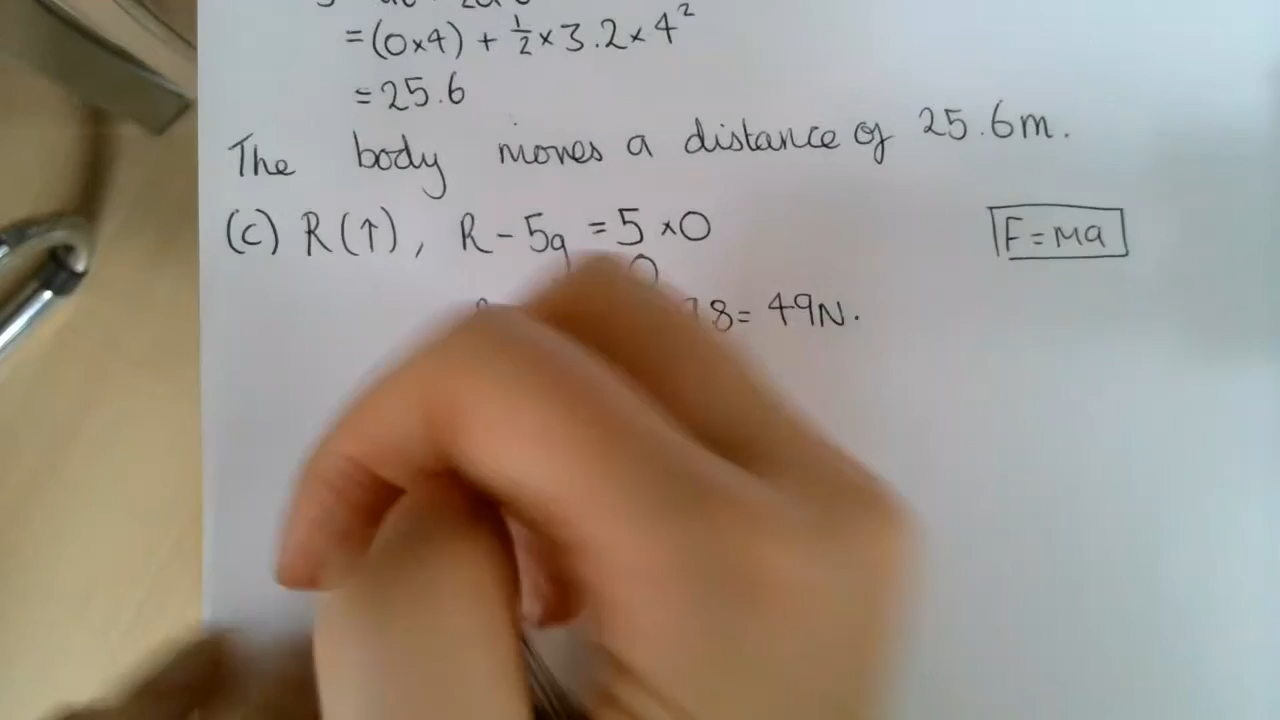 =(0×4) + ½×3.2×4²
=25.6
The body moves a distance of 25.6m.
(c) R(↑), R-5g =5×0
F=ma
0
8= 49N.